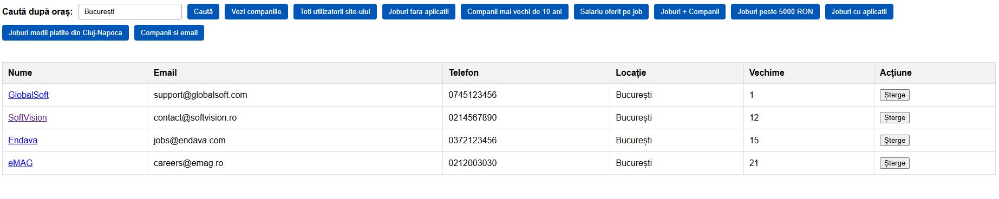 Caută după oraș: București Caută Vezi companiile Toti utilizatorii site-ului Joburi fara aplicatii Companii mai vechi de 10 ani Salariu oferit pe job Joburi + Companii Joburi peste 5000 RON Joburi cu aplicatii
Joburi medii platite din Cluj-Napoca Companii si email
Nume Email Telefon Locație Vechime Acțiune
GlobalSoft support@globalsoft.com 0745123456 București 1 Șterge
SoftVision contact@softvision.ro 0214567890 București 12 Șterge
Endava jobs@endava.com 0372123456 București 15 Șterge
eMAG careers@emag.ro 0212003030 București 21 Șterge